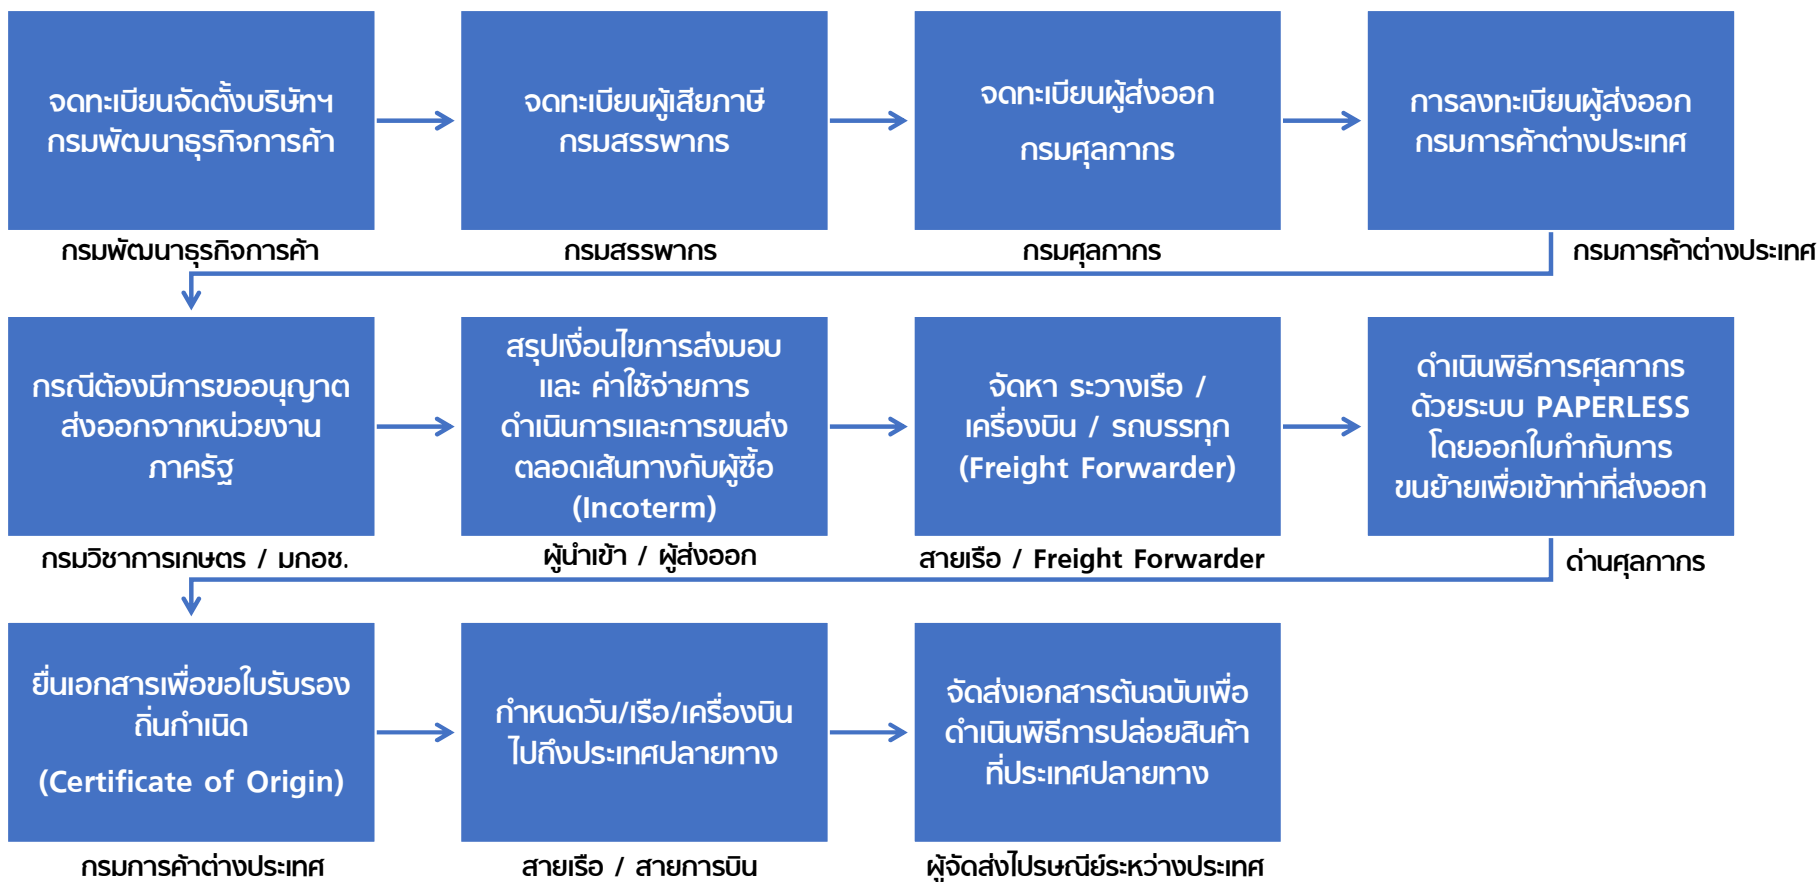 จดทะเบียนจัดตั้งบริษัทฯ
กรมพัฒนาธุรกิจการค้า
กรมพัฒนาธุรกิจการค้า
จดทะเบียนผู้เสียภาษี
กรมสรรพากร
กรมสรรพากร
จดทะเบียนผู้ส่งออก
กรมศุลกากร
กรมศุลกากร
การลงทะเบียนผู้ส่งออก
กรมการค้าต่างประเทศ
กรมการค้าต่างประเทศ
กรณีต้องมีการขออนุญาต
ส่งออกจากหน่วยงาน
ภาครัฐ
กรมวิชาการเกษตร / มกอช.
สรุปเงื่อนไขการส่งมอบ
และ ค่าใช้จ่ายการ
ดำเนินการและการขนส่ง
ตลอดเส้นทางกับผู้ซื้อ
(Incoterm)
ผู้นำเข้า / ผู้ส่งออก
จัดหา ระวางเรือ /
เครื่องบิน / รถบรรทุก
(Freight Forwarder)
สายเรือ / Freight Forwarder
ดำเนินพิธีการศุลกากร
ด้วยระบบ PAPERLESS
โดยออกใบกำกับการ
ขนย้ายเพื่อเข้าท่าที่ส่งออก
ด่านศุลกากร
ยื่นเอกสารเพื่อขอใบรับรอง
ถิ่นกำเนิด
(Certificate of Origin)
กรมการค้าต่างประเทศ
กำหนดวัน/เรือ/เครื่องบิน
ไปถึงประเทศปลายทาง
สายเรือ / สายการบิน
จัดส่งเอกสารต้นฉบับเพื่อ
ดำเนินพิธีการปล่อยสินค้า
ที่ประเทศปลายทาง
ผู้จัดส่งไปรษณีย์ระหว่างประเทศ